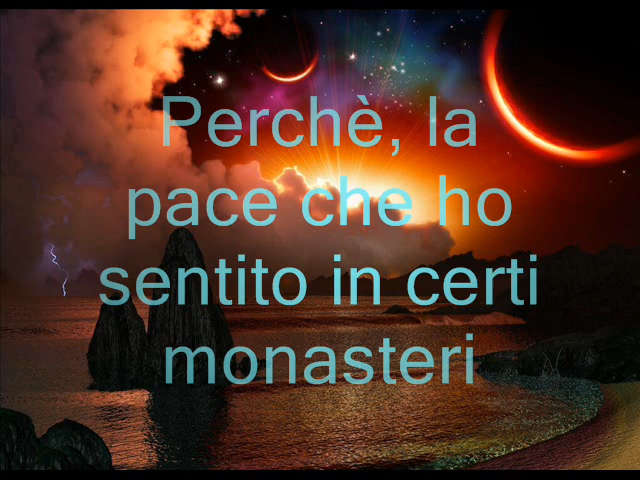 Perchè, la
pace che ho
sentito in certi
monasteri